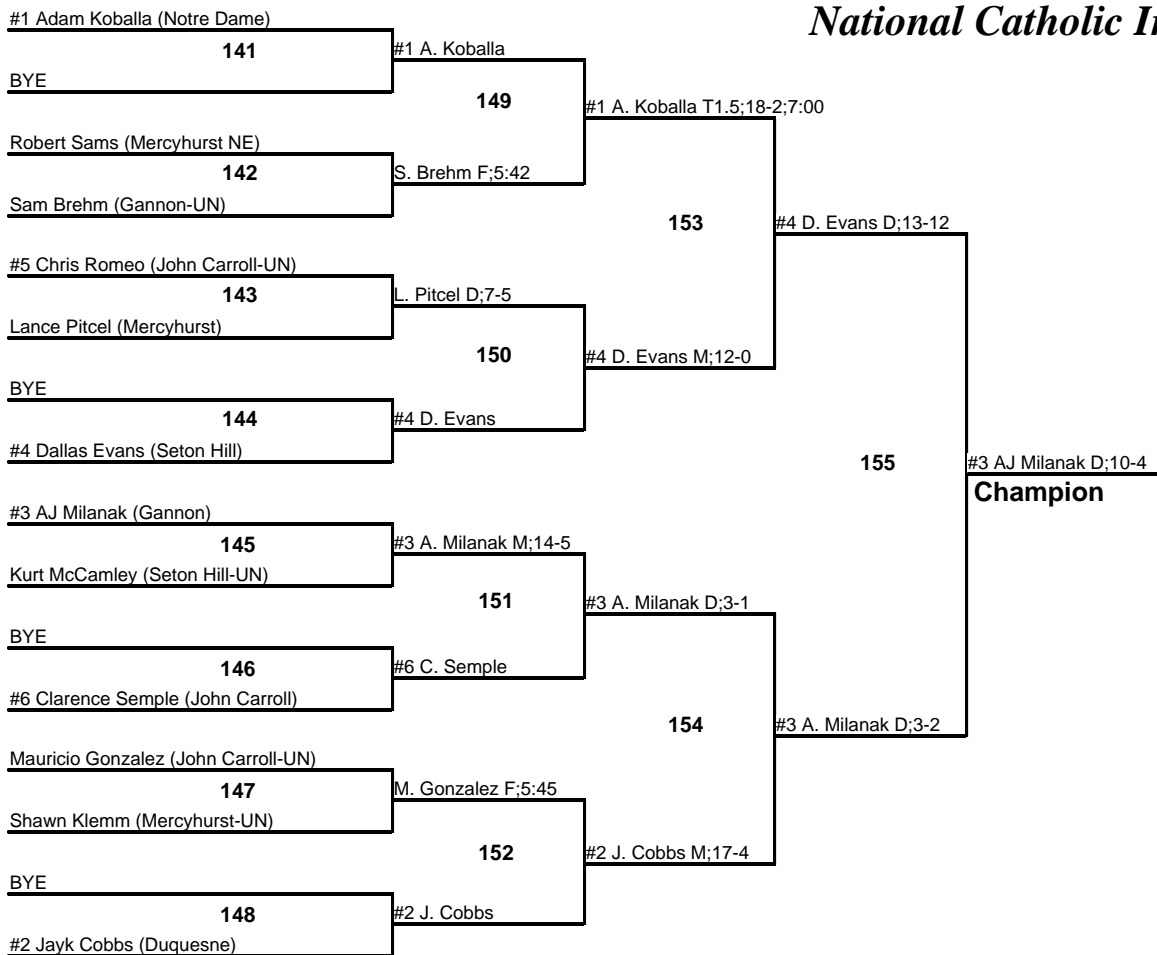 National Catholic In
#1 Adam Koballa (Notre Dame)
141
BYE
#1 A. Koballa
149
Robert Sams (Mercyhurst NE)
142
Sam Brehm (Gannon-UN)
S. Brehm F;5:42
#1 A. Koballa T1.5;18-2;7:00
153
#5 Chris Romeo (John Carroll-UN)
143
Lance Pitcel (Mercyhurst)
L. Pitcel D;7-5
150
BYE
144
#4 Dallas Evans (Seton Hill)
#4 D. Evans
#4 D. Evans M;12-0
#4 D. Evans D;13-12
155
#3 AJ Milanak (Gannon)
145
Kurt McCamley (Seton Hill-UN)
#3 A. Milanak M;14-5
151
BYE
146
#6 Clarence Semple (John Carroll)
#6 C. Semple
#3 A. Milanak D;3-1
154
Mauricio Gonzalez (John Carroll-UN)
147
Shawn Klemm (Mercyhurst-UN)
M. Gonzalez F;5:45
152
BYE
148
#2 Jayk Cobbs (Duquesne)
#2 J. Cobbs
#2 J. Cobbs M;17-4
#3 A. Milanak D;3-2
#3 AJ Milanak D;10-4
Champion